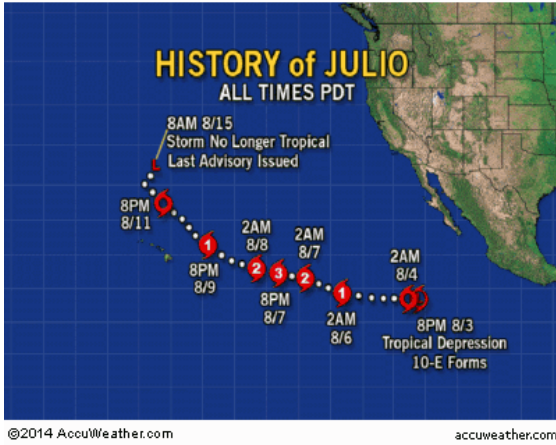 HISTORY of JULIO
ALL TIMES PDT
8AM 8/15
Storm No Longer Tropical
Last Advisory Issued
8PM
8/11
1
8PM
8/9
2AM
8/8
2
3
8PM
8/7
2AM
8/7
2
1
2AM
8/6
2AM
8/4
8PM 8/3
Tropical Depression
10-E Forms
©2014 AccuWeather.com
accuweather.com